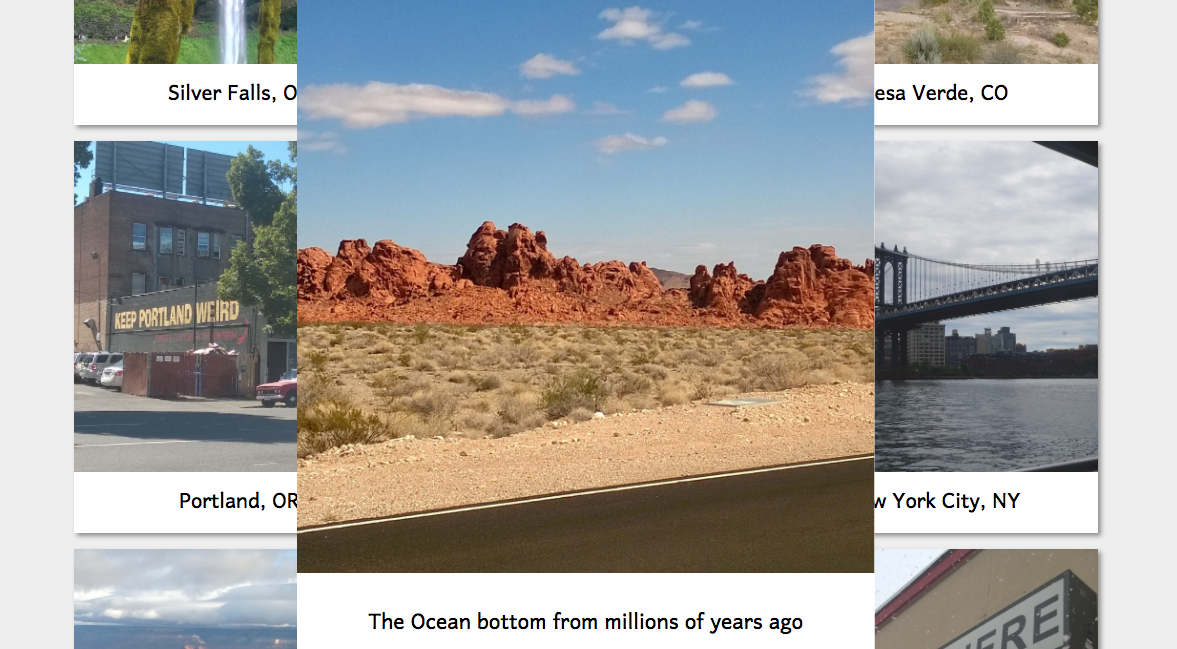 Silver Falls, O
esa Verde, CO
KEEP PORTLAND WEIRD
Portland, OR
w York City, NY
ERE
The Ocean bottom from millions of years ago